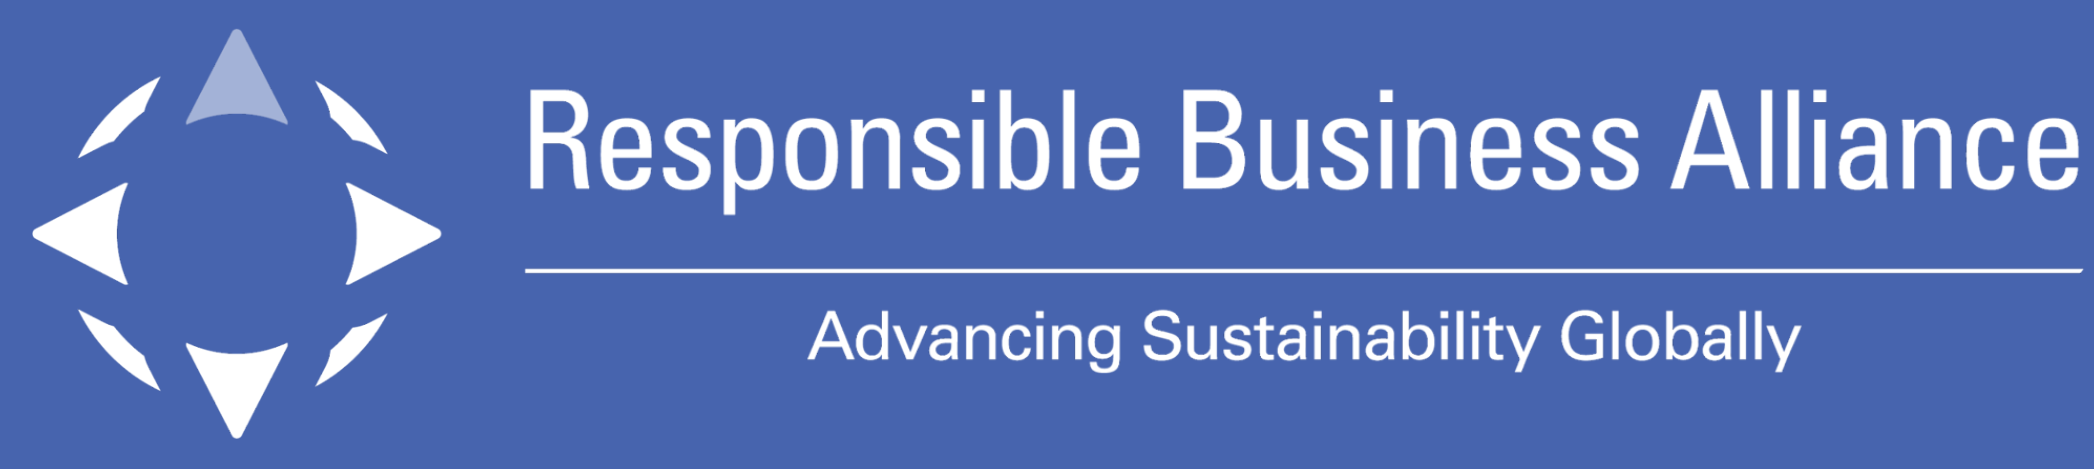 Responsible Business Alliance
Advancing Sustainability Globally